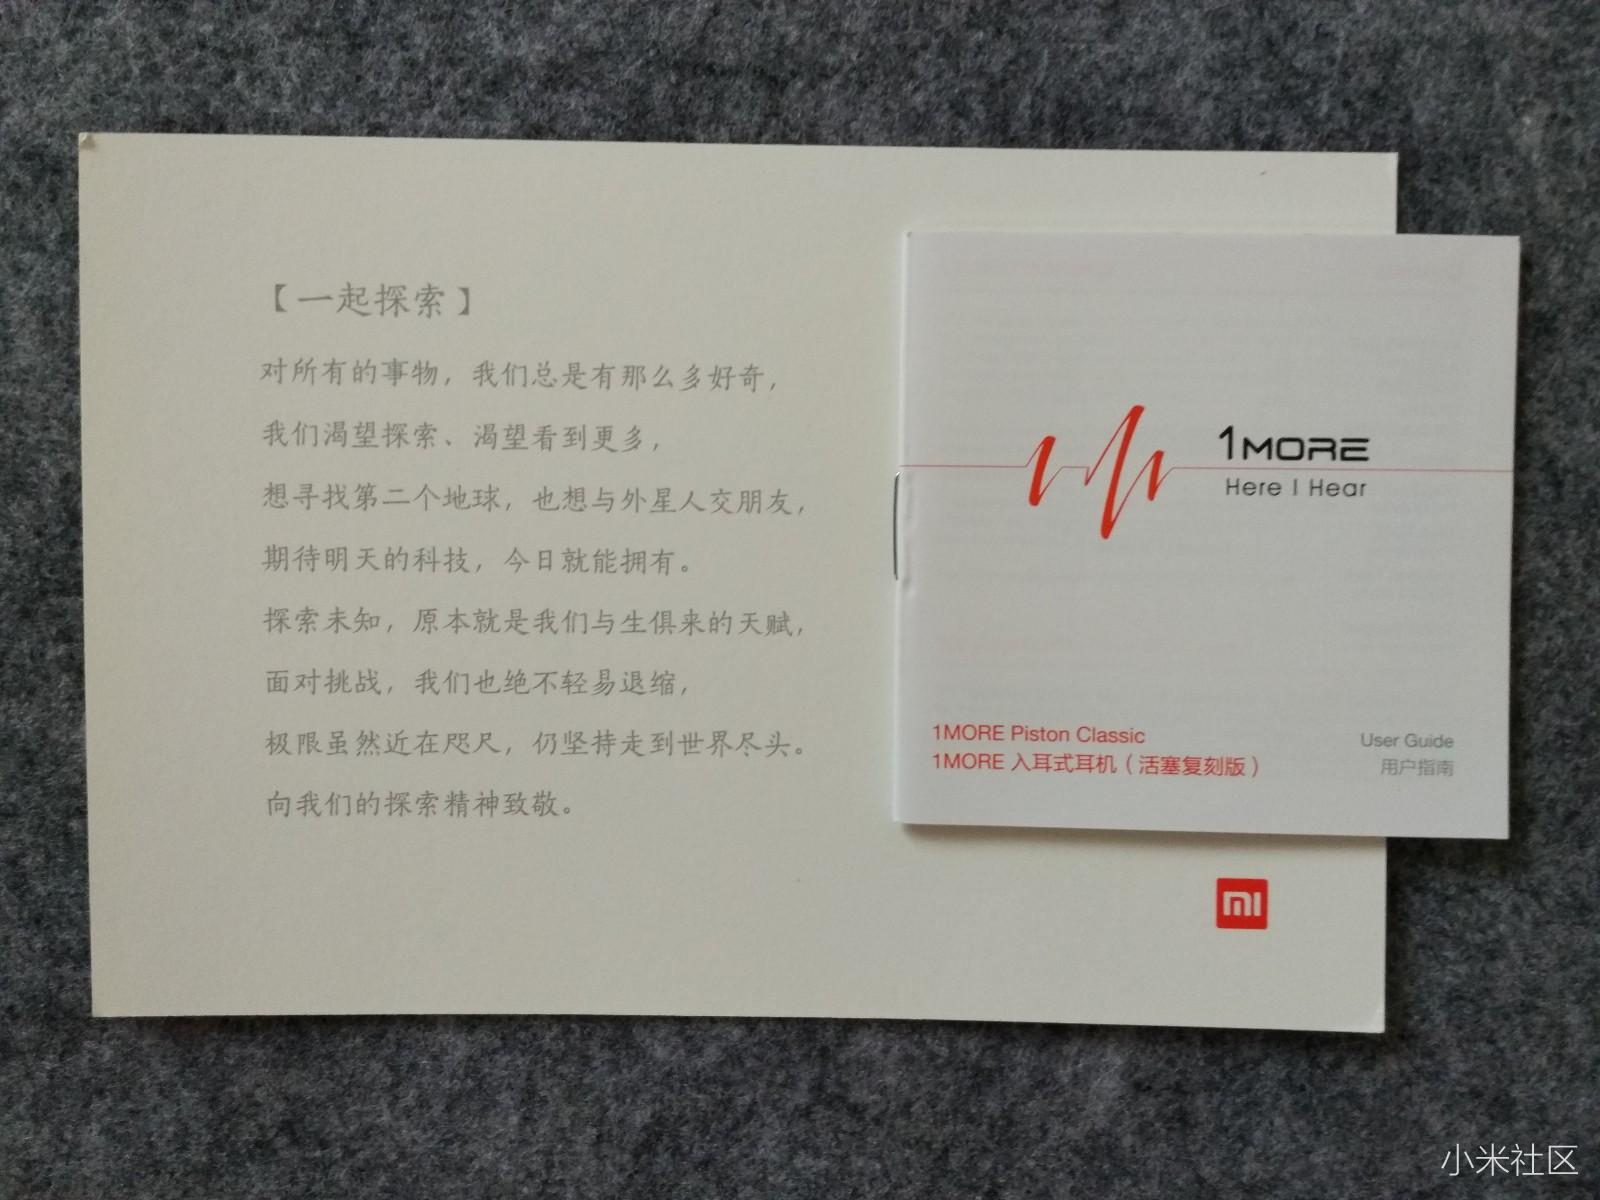 【一起探索】
对所有的事物，我们总是有那么多好奇，
我们渴望探索、渴望看到更多，
想寻找第二个地球，也想与外星人交朋友，
期待明天的科技，今日就能拥有。
探索未知，原本就是我们与生俱来的天赋，
面对挑战，我们也绝不轻易退缩，
极限虽然近在咫尺，仍坚持走到世界尽头。
向我们的探索精神致敬。
1MORE
Here I Hear
1MORE Piston Classic
1MORE 入耳式耳机（活塞复刻版）
User Guide
用户指南
mi
小米社区